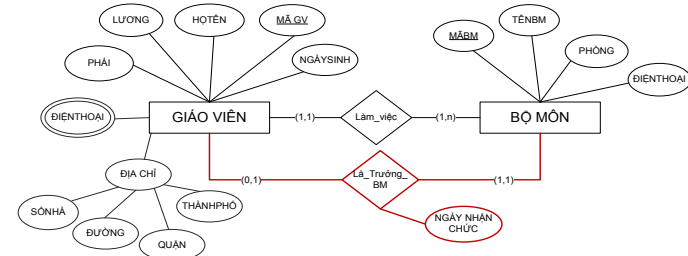 LƯƠNG
HỌTÊN
MÃ GV
PHÁI
NGÀYSINH
MÃBM
TÊNBM
PHÒNG
ĐIỆNTHOẠI
ĐIỆNTHOẠI
GIÁO VIÊN
(1,1)
Làm_việc
(1,n)
BỘ MÔN
ĐỊA CHỈ
(0,1)
Là_Trưởng_
BM
(1,1)
SỐNHÀ
ĐƯỜNG
QUẬN
THÀNHPHỐ
NGÀY NHẬN
CHỨC